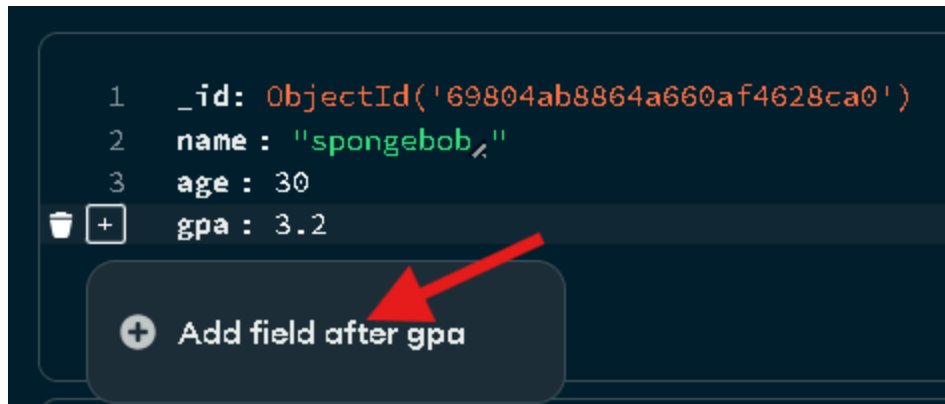 1 _id: ObjectId('69804ab8864a660af4628ca0')
2 name : "spongebob"
3 age : 30
+ gpa : 3.2
Add field after gpa